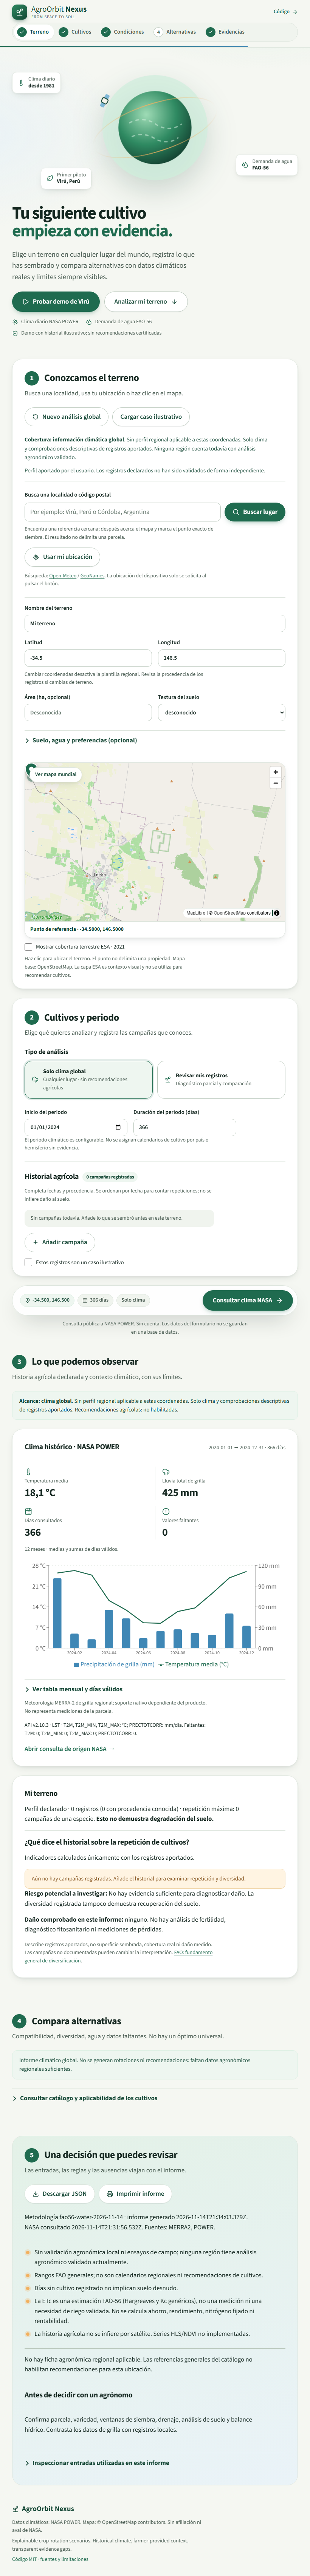 AgroOrbit Nexus
FROM SPACE TO SOIL
Código →
Terreno
Cultivos
Condiciones
4 Alternativas
Evidencias
Clima diario
desde 1981
Demanda de agua
FAO-56
Primer piloto
Virú, Perú
Tu siguiente cultivo
empieza con evidencia.
Elige un terreno en cualquier lugar del mundo, registra lo que
has sembrado y compara alternativas con datos climáticos
reales y límites siempre visibles.
Probar demo de Virú
Analizar mi terreno ↓
Clima diario NASA POWER
Demanda de agua FAO-56
Demo con historial ilustrativo; sin recomendaciones certificadas
1 Conozcamos el terreno
Busca una localidad, usa tu ubicación o haz clic en el mapa.
Nuevo análisis global
Cargar caso ilustrativo
Cobertura: información climática global. Sin perfil regional aplicable a estas coordenadas. Solo clima
y comprobaciones descriptivas de registros aportados. Ninguna región cuenta todavía con análisis
agronómico validado.
Perfil aportado por el usuario. Los registros declarados no han sido validados de forma independiente.
Busca una localidad o código postal
Por ejemplo: Virú, Perú o Córdoba, Argentina
Buscar lugar
Encuentra una referencia cercana; después acerca el mapa y marca el punto exacto de
siembra. El resultado no delimita una parcela.
Usar mi ubicación
Búsqueda: Open-Meteo / GeoNames. La ubicación del dispositivo solo se solicita al
pulsar el botón.
Nombre del terreno
Mi terreno
Latitud
Longitud
-34.5
146.5
Cambiar coordenadas desactiva la plantilla regional. Revisa la procedencia de los
registros si cambias de terreno.
Área (ha, opcional)
Textura del suelo
Desconocida
desconocido
Suelo, agua y preferencias (opcional)
Ver mapa mundial
+
−
Leeton
MapLibre | © OpenStreetMap contributors
Punto de referencia · -34.5000, 146.5000
Mostrar cobertura terrestre ESA · 2021
Haz clic para ubicar el terreno. El punto no delimita una propiedad. Mapa
base: OpenStreetMap. La capa ESA es contexto visual y no se utiliza para
recomendar cultivos.
2 Cultivos y periodo
Elige qué quieres analizar y registra las campañas que conoces.
Tipo de análisis
Solo clima global
Cualquier lugar · sin recomendaciones
agrícolas
Revisar mis registros
Diagnóstico parcial y comparación
Inicio del periodo
Duración del periodo (días)
01/01/2024
366
El periodo climático es configurable. No se asignan calendarios de cultivo por país o
hemisferio sin evidencia.
Historial agrícola
0 campañas registradas
Completa fechas y procedencia. Se ordenan por fecha para contar repeticiones; no se
infiere daño al suelo.
Sin campañas todavía. Añade lo que se sembró antes en este terreno.
+ Añadir campaña
Estos registros son un caso ilustrativo
-34.500, 146.500
366 días
Solo clima
Consultar clima NASA →
Consulta pública a NASA POWER. Sin cuenta. Los datos del formulario no se guardan
en una base de datos.
3 Lo que podemos observar
Historia agrícola declarada y contexto climático, con sus límites.
Alcance: clima global. Sin perfil regional aplicable a estas coordenadas. Solo clima y comprobaciones descriptivas
de registros aportados. Recomendaciones agrícolas: no habilitadas.
Clima histórico · NASA POWER
2024-01-01 → 2024-12-31 · 366 días
Temperatura media
18,1 °C
Lluvia total de grilla
425 mm
Días consultados
366
Valores faltantes
0
12 meses · medias y sumas de días válidos.
28 °C
21 °C
14 °C
7 °C
0 °C
120 mm
90 mm
60 mm
30 mm
0 mm
2024-01
2024-04
2024-06
2024-08
2024-10
2024-12
Precipitación de grilla (mm)
Temperatura media (°C)
Ver tabla mensual y días válidos
Meteorología MERRA-2 de grilla regional; soporte nativo dependiente del producto.
No representa mediciones de la parcela.
API v2.10.3 · LST · T2M, T2M_MIN, T2M_MAX: °C; PRECTOTCORR: mm/día. Faltantes:
T2M: 0; T2M_MIN: 0; T2M_MAX: 0; PRECTOTCORR: 0.
Abrir consulta de origen NASA →
Mi terreno
Perfil declarado · 0 registros (0 con procedencia conocida) · repetición máxima: 0
campañas de una especie. Esto no demuestra degradación del suelo.
¿Qué dice el historial sobre la repetición de cultivos?
Indicadores calculados únicamente con los registros aportados.
Aún no hay campañas registradas. Añade el historial para examinar repetición y diversidad.
Riesgo potencial a investigar: No hay evidencia suficiente para diagnosticar daño. La
diversidad registrada tampoco demuestra recuperación del suelo.
Daño comprobado en este informe: ninguno. No hay análisis de fertilidad,
diagnóstico fitosanitario ni mediciones de pérdidas.
Describe registros aportados, no superficie sembrada, cobertura real ni daño medido.
Las campañas no documentadas pueden cambiar la interpretación. FAO: fundamento
general de diversificación.
4 Compara alternativas
Compatibilidad, diversidad, agua y datos faltantes. No hay un óptimo universal.
Informe climático global. No se generan rotaciones ni recomendaciones: faltan datos agronómicos
regionales suficientes.
Consultar catálogo y aplicabilidad de los cultivos
5 Una decisión que puedes revisar
Las entradas, las reglas y las ausencias viajan con el informe.
Descargar JSON
Imprimir informe
Metodología fao56-water-2026-11-14 · informe generado 2026-11-14T21:34:03.379Z.
NASA consultado 2026-11-14T21:31:56.532Z. Fuentes: MERRA2, POWER.
Sin validación agronómica local ni ensayos de campo; ninguna región tiene análisis
agronómico validado actualmente.
Rangos FAO generales; no son calendarios regionales ni recomendaciones de cultivos.
Días sin cultivo registrado no implican suelo desnudo.
La ETc es una estimación FAO-56 (Hargreaves y Kc genéricos), no una medición ni una
necesidad de riego validada. No se calcula ahorro, rendimiento, nitrógeno fijado ni
rentabilidad.
La historia agrícola no se infiere por satélite. Series HLS/NDVI no implementadas.
No hay ficha agronómica regional aplicable. Las referencias generales del catálogo no
habilitan recomendaciones para esta ubicación.
Antes de decidir con un agrónomo
Confirma parcela, variedad, ventanas de siembra, drenaje, análisis de suelo y balance
hídrico. Contrasta los datos de grilla con registros locales.
Inspeccionar entradas utilizadas en este informe
AgroOrbit Nexus
Datos climáticos: NASA POWER. Mapa: © OpenStreetMap contributors. Sin afiliación ni
aval de NASA.
Explainable crop-rotation scenarios. Historical climate, farmer-provided context,
transparent evidence gaps.
Código MIT · fuentes y limitaciones